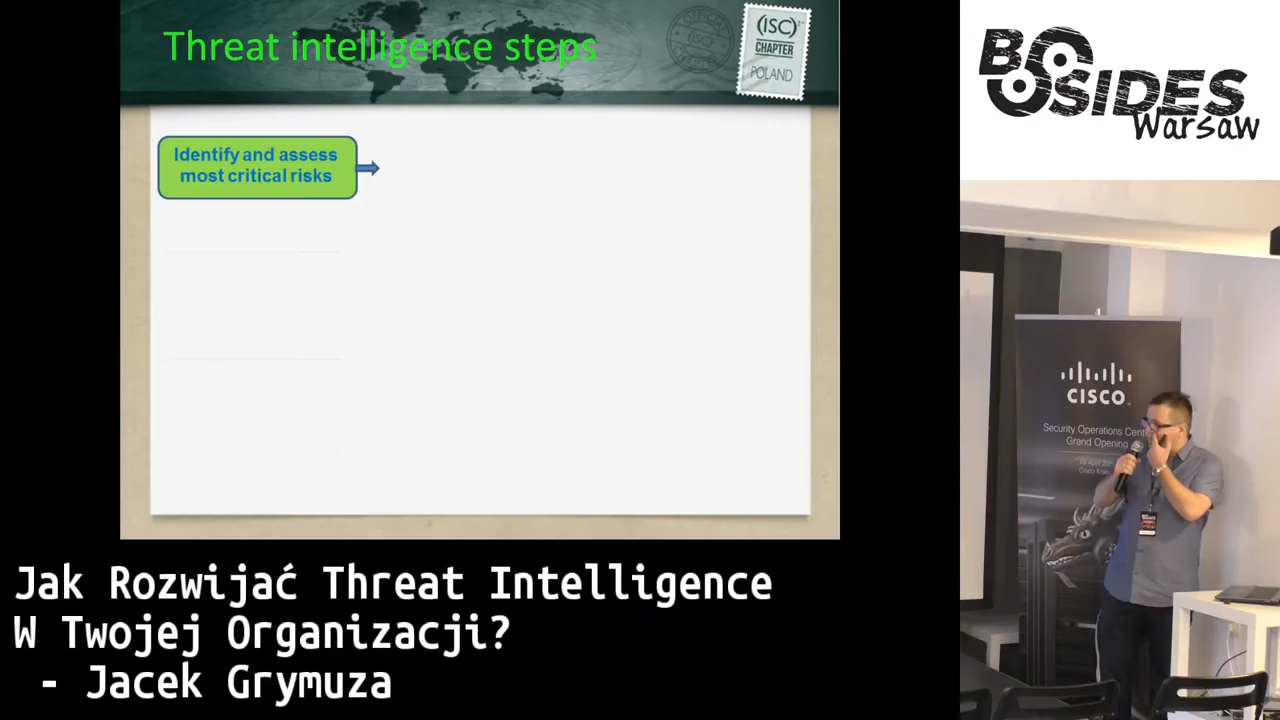 Threat intelligence steps
(ISC)²
CHAPTER
POLAND
Identify and assess
most critical risks
BSIDES
Warsaw
CISCO
Security Operations Center
Grand Opening
Cisco
Jak Rozwijać Threat Intelligence
W Twojej Organizacji?
- Jacek Grymuza